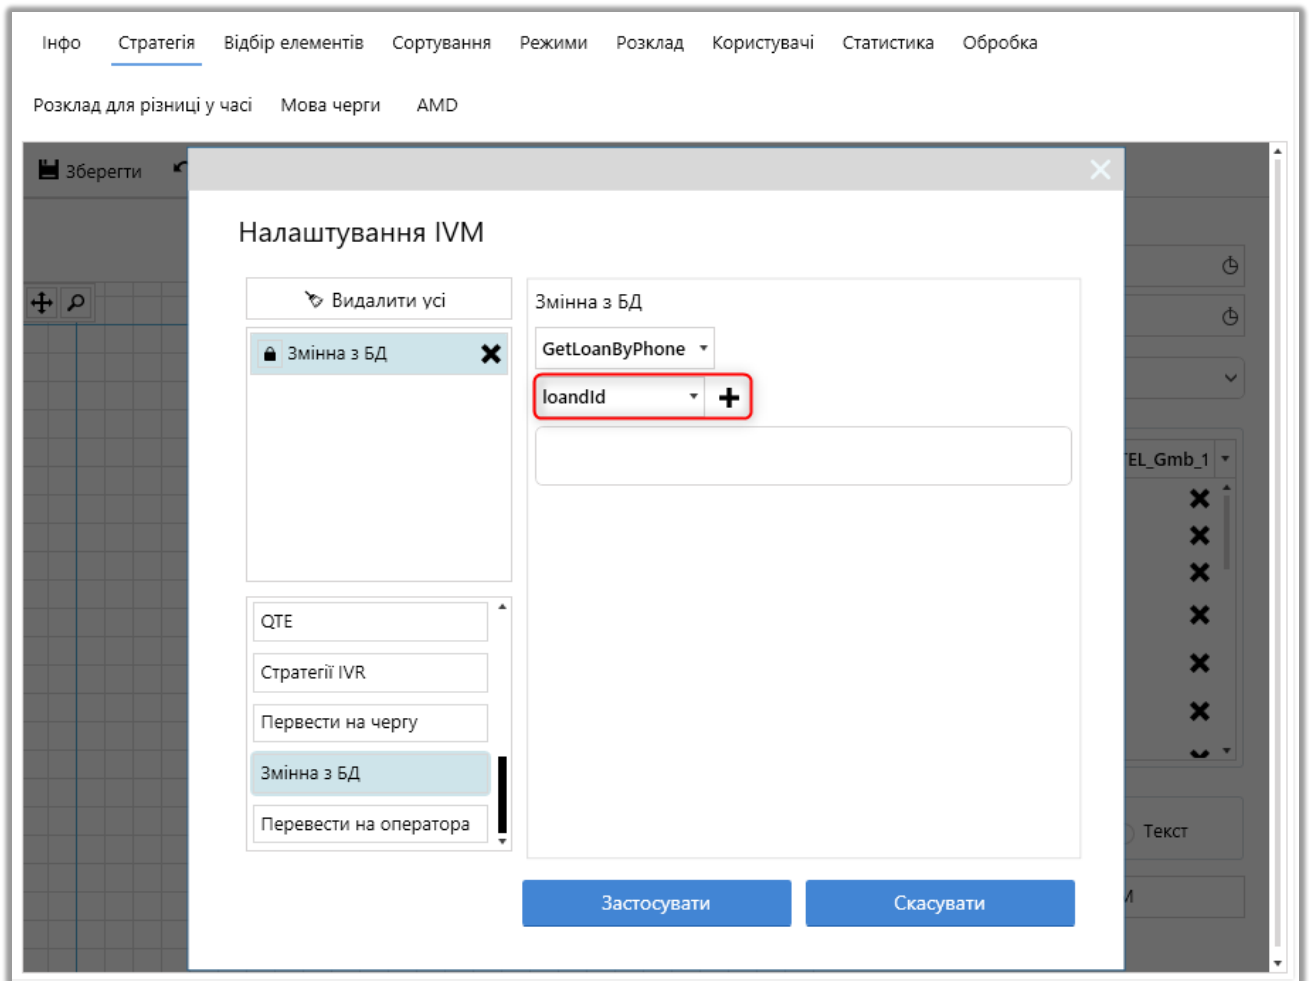 Інфо Стратегія Відбір елементів Сортування Режими Розклад Користувачі Статистика Обробка
Розклад для різниці у часі Мова черги AMD
Зберегти
Налаштування IVM
Видалити усі
Змінна з БД
Змінна з БД
GetLoanByPhone
loandId
TEL_Gmb_1
QTE
Стратегії IVR
Первести на чергу
Змінна з БД
Перевести на оператора
Текст
Застосувати
Скасувати